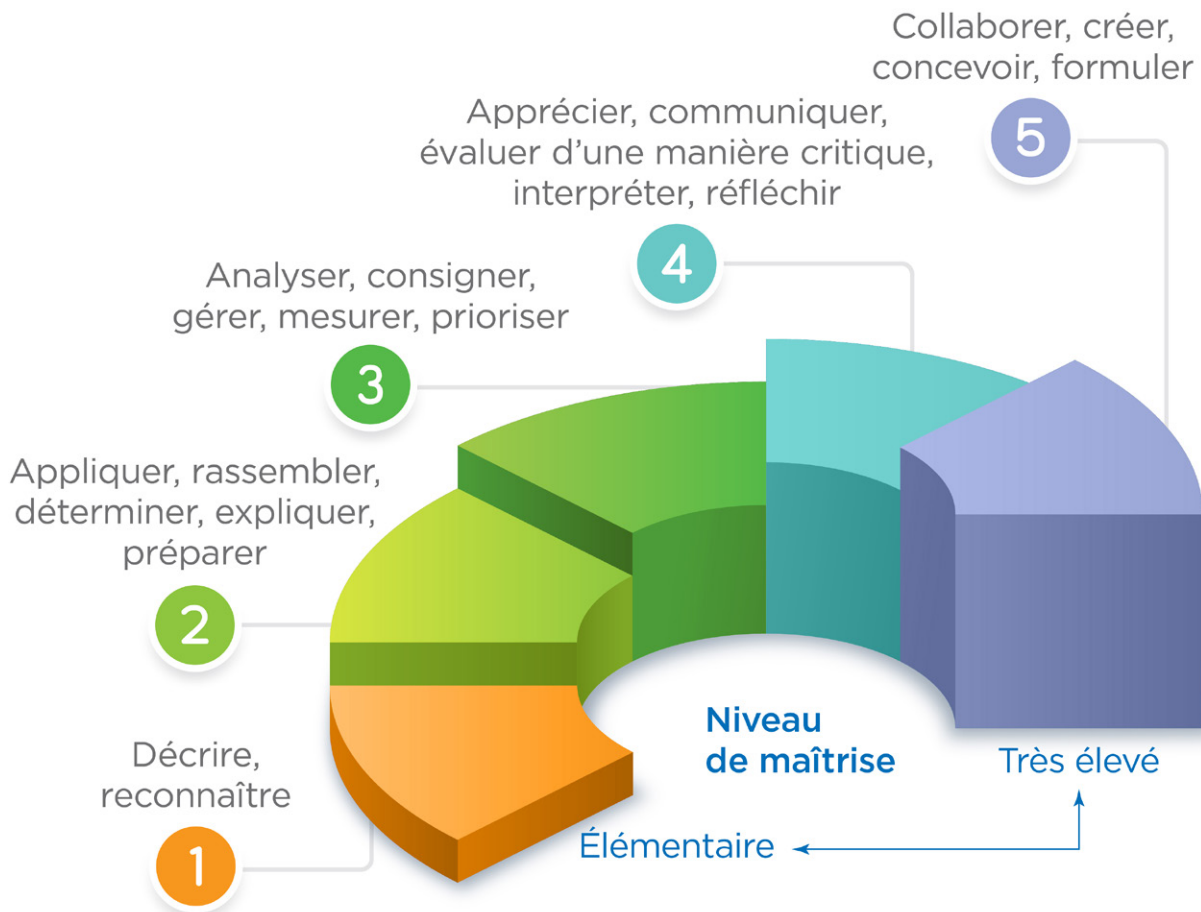 Collaborer, créer,
concevoir, formuler
5
Apprécier, communiquer,
évaluer d'une manière critique,
interpréter, réfléchir
4
Analyser, consigner,
gérer, mesurer, prioriser
3
Appliquer, rassembler,
déterminer, expliquer,
préparer
2
Décrire,
reconnaître
1
Niveau
de maîtrise
Très élevé
Élémentaire